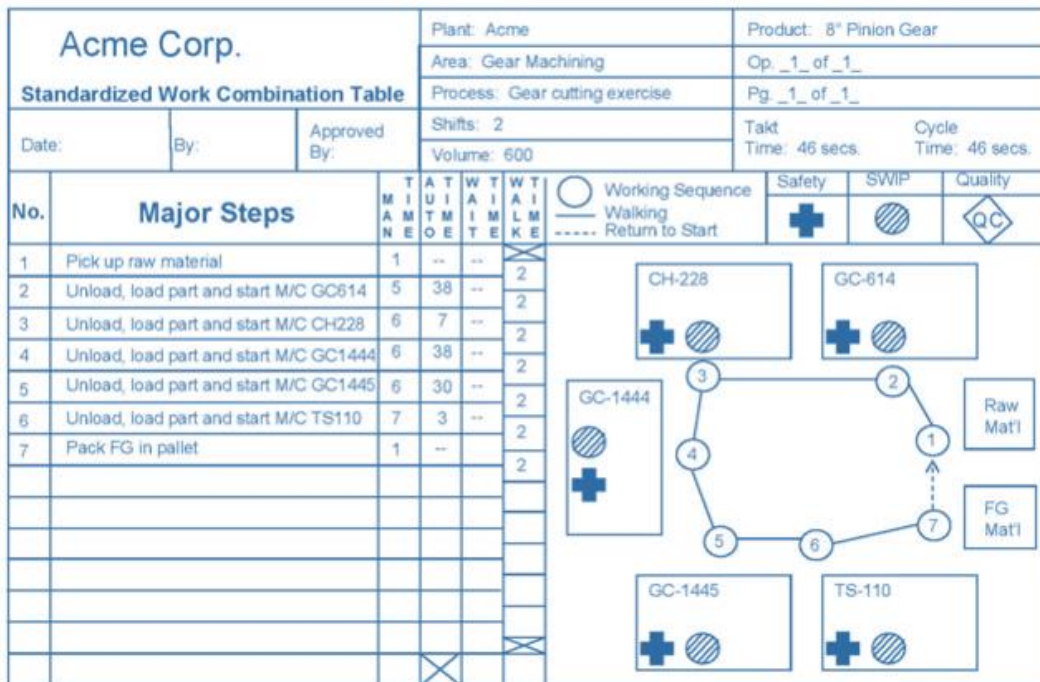 Acme Corp.
Standardized Work Combination Table
Date:
By:
Approved
By:
Plant: Acme
Area: Gear Machining
Process: Gear cutting exercise
Shifts: 2
Volume: 600
Product: 8" Pinion Gear
Op. _1_ of _1_
Pg. _1_ of _1_
Takt
Time: 46 secs.
Cycle
Time: 46 secs.
No.
Major Steps
MAN TIME
AUTO TIME
WAIT TIME
WALK TIME
Working Sequence
Walking
Return to Start
Safety
SWIP
Quality
QC
1 Pick up raw material 1 -- --
2
2 Unload, load part and start M/C GC614 5 38 --
2
3 Unload, load part and start M/C CH228 6 7 --
2
4 Unload, load part and start M/C GC1444 6 38 --
2
5 Unload, load part and start M/C GC1445 6 30 --
2
6 Unload, load part and start M/C TS110 7 3 --
2
7 Pack FG in pallet 1 --
2
CH-228
GC-614
3
2
GC-1444
Raw
Mat'l
1
4
FG
Mat'l
7
5
6
GC-1445
TS-110